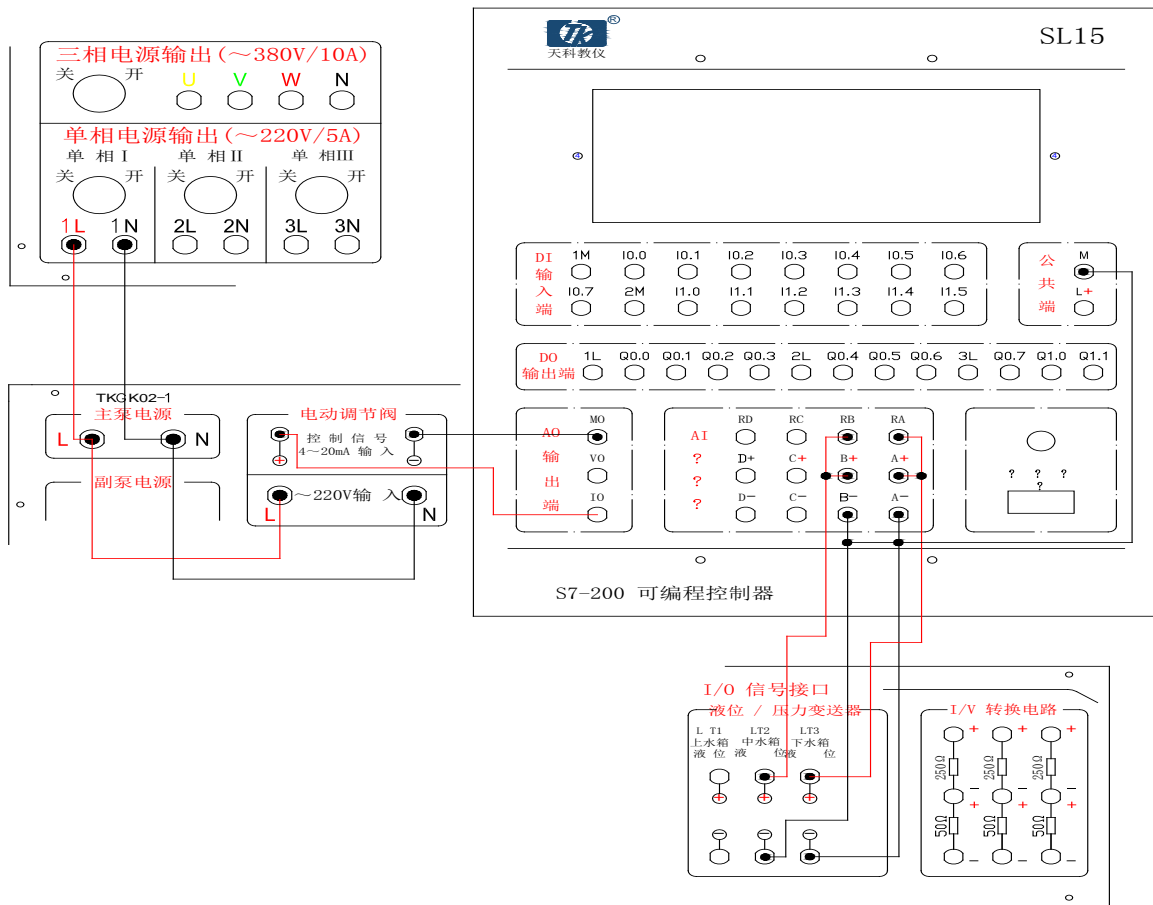 三相电源输出(～380V/10A)
关 开 U V W N
单相电源输出(～220V/5A)
单 相 I 单 相 II 单 相III
关 开 关 开 关 开
1L 1N 2L 2N 3L 3N
TKGK02-1
主泵电源
L N
副泵电源
电动调节阀
控 制 信 号
4～20mA 输 入
+ −
～220V输 入
L N
TK ®
天科教仪
SL15
4 4
DI 输 入 端
1M I0.0 I0.1 I0.2 I0.3 I0.4 I0.5 I0.6
I0.7 2M I1.0 I1.1 I1.2 I1.3 I1.4 I1.5
公 共 端
M
L+
DO 输出端
1L Q0.0 Q0.1 Q0.2 Q0.3 2L Q0.4 Q0.5 Q0.6 3L Q0.7 Q1.0 Q1.1
AO 输 出 端
MO
VO
IO
AI ? ? ?
RD RC RB RA
D+ C+ B+ A+
D− C− B− A−
? ? ?
?
S7-200 可编程控制器
I/O 信号接口
液位 / 压力变送器
L T1 LT2 LT3
上水箱 中水箱 下水箱
液 位 液 位 液 位
+ + +
− − −
I/V 转换电路
+ + +
250Ω 250Ω 250Ω
− − −
+ + +
50Ω 50Ω 50Ω
− − −